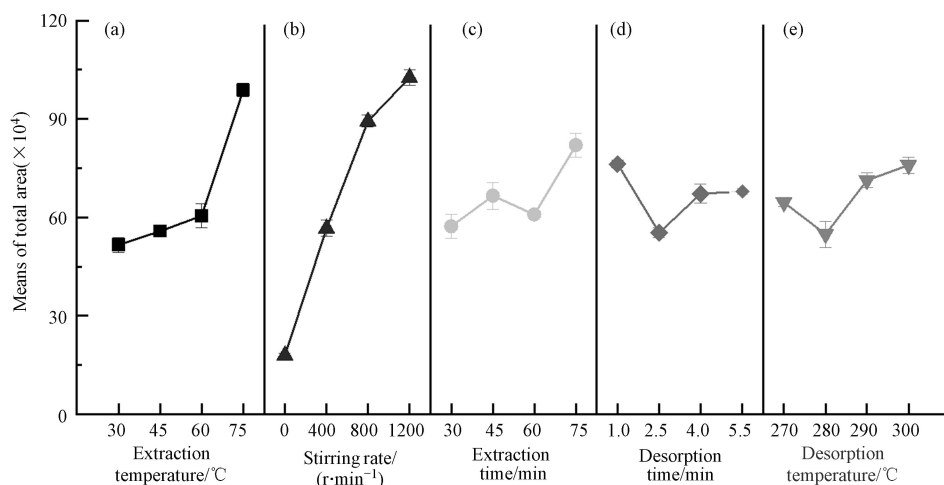 120
90
60
30
0
Means of total area(×10⁴)
(a)
(b)
(c)
(d)
(e)
30 45 60 75
Extraction
temperature/℃
0 400 800 1200
Stirring rate/
(r·min⁻¹)
30 45 60 75
Extraction
time/min
1.0 2.5 4.0 5.5
Desorption
time/min
270 280 290 300
Desorption
temperature/℃